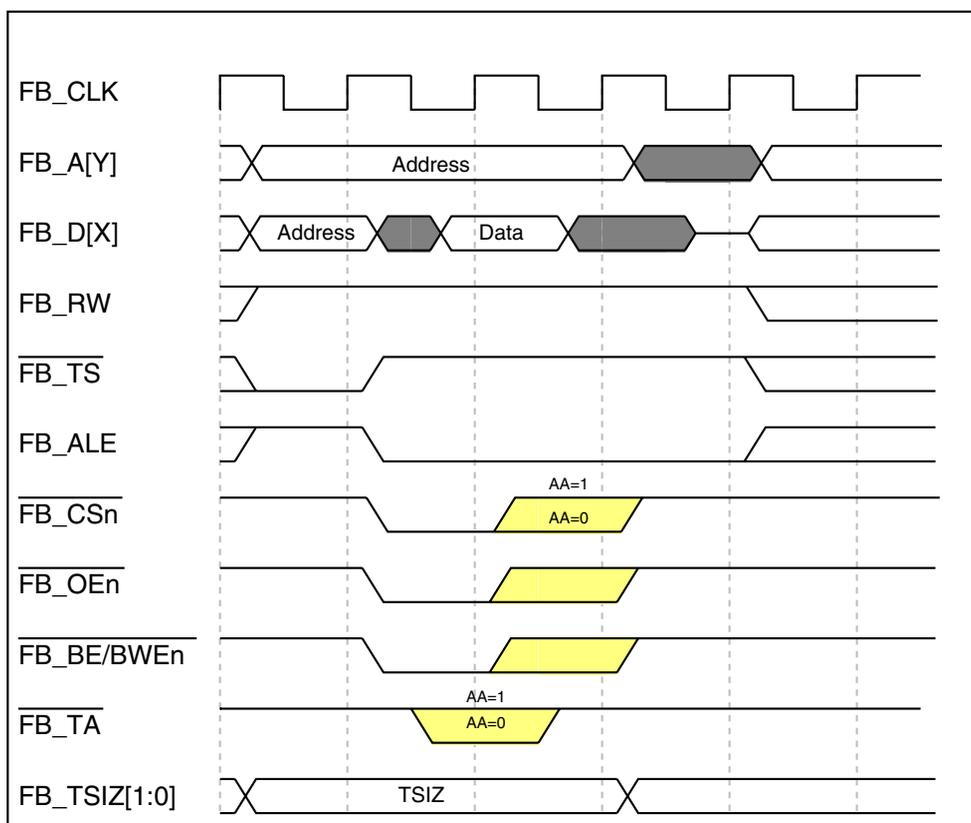 FB_CLK
FB_A[Y]
Address
FB_D[X]
Address
Data
FB_RW
FB_TS
FB_ALE
AA=1
FB_CSn
AA=0
FB_OEn
FB_BE/BWEn
AA=1
FB_TA
AA=0
FB_TSIZ[1:0]
TSIZ